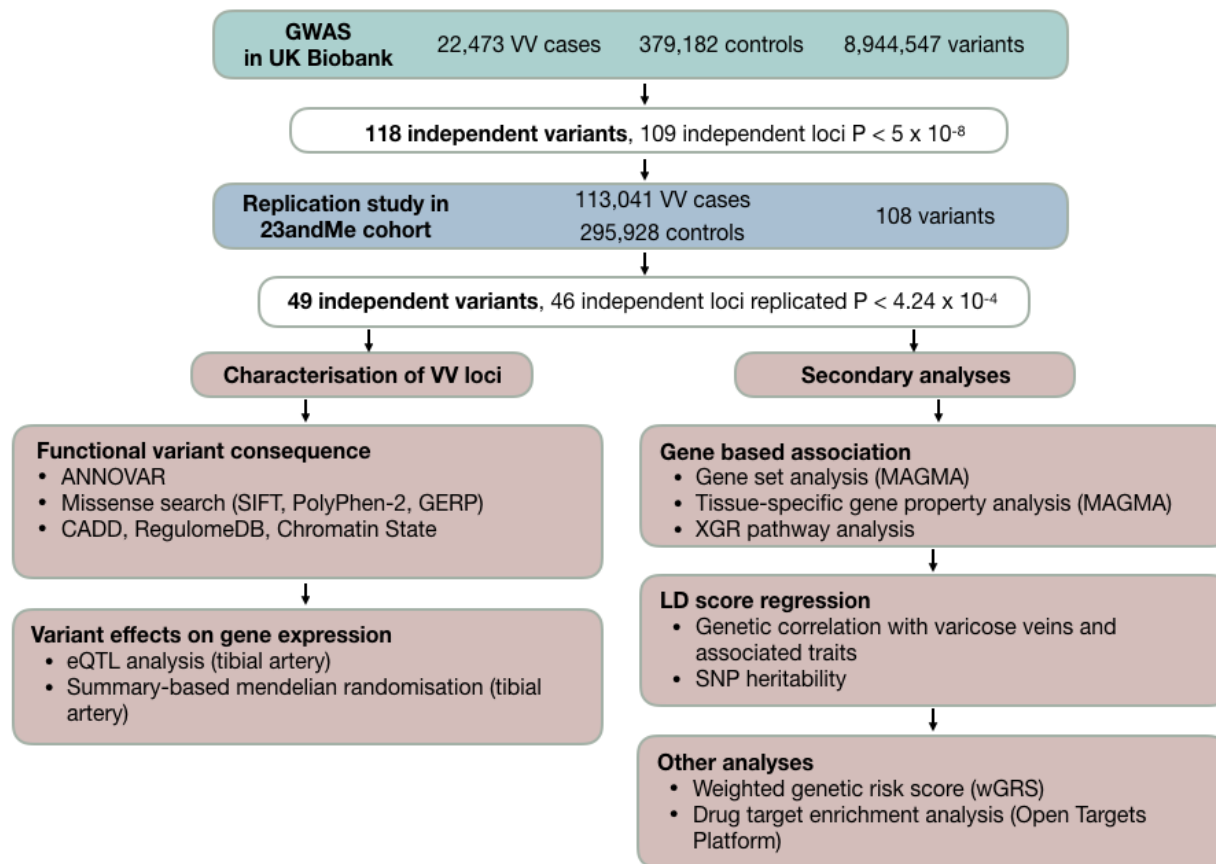 GWAS
in UK Biobank
22,473 VV cases
379,182 controls
8,944,547 variants
118 independent variants, 109 independent loci P < 5 x 10⁻⁸
Replication study in
23andMe cohort
113,041 VV cases
295,928 controls
108 variants
49 independent variants, 46 independent loci replicated P < 4.24 x 10⁻⁴
Characterisation of VV loci
Functional variant consequence
• ANNOVAR
• Missense search (SIFT, PolyPhen-2, GERP)
• CADD, RegulomeDB, Chromatin State
Variant effects on gene expression
• eQTL analysis (tibial artery)
• Summary-based mendelian randomisation (tibial
artery)
Secondary analyses
Gene based association
• Gene set analysis (MAGMA)
• Tissue-specific gene property analysis (MAGMA)
• XGR pathway analysis
LD score regression
• Genetic correlation with varicose veins and
associated traits
• SNP heritability
Other analyses
• Weighted genetic risk score (wGRS)
• Drug target enrichment analysis (Open Targets
Platform)